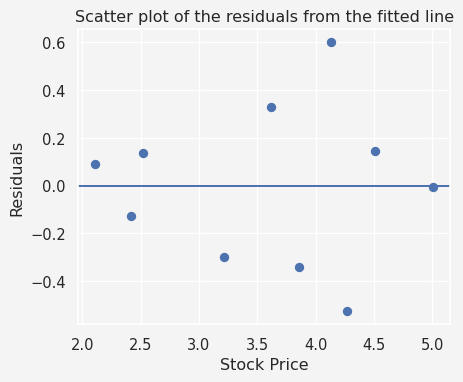 Scatter plot of the residuals from the fitted line
0.6
0.4
0.2
0.0
−0.2
−0.4
Residuals
2.0 2.5 3.0 3.5 4.0 4.5 5.0
Stock Price